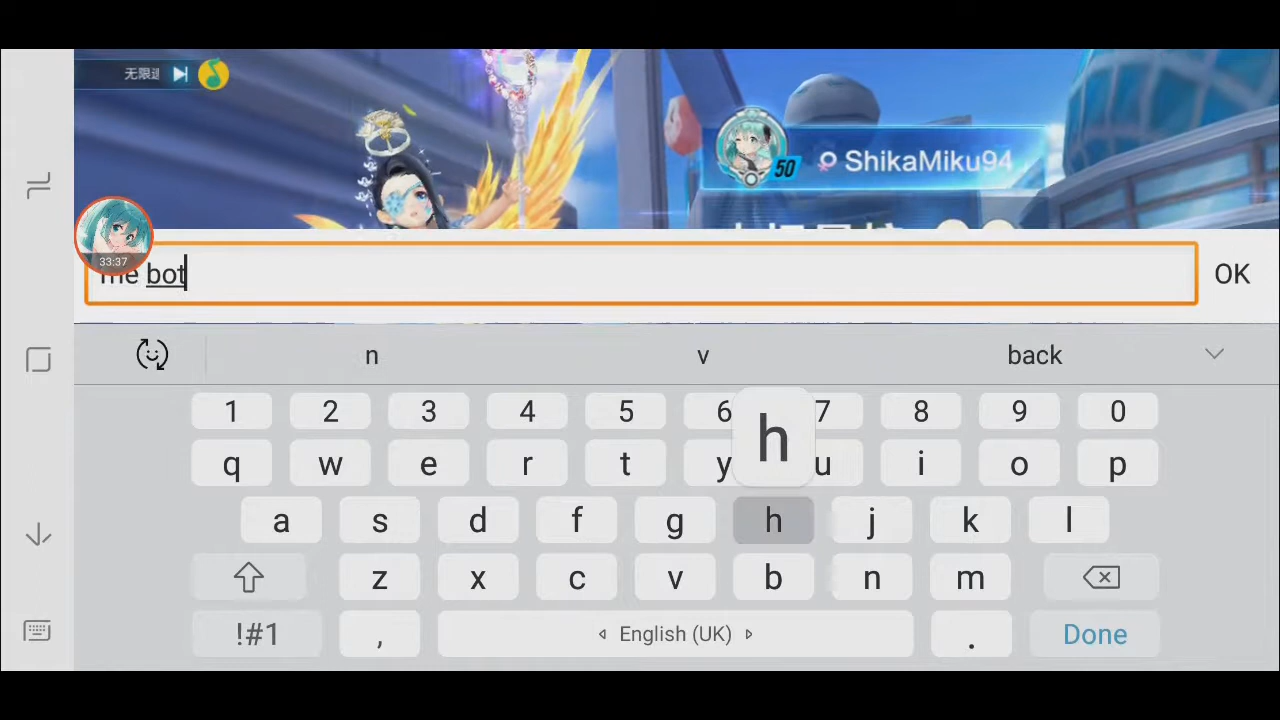 无限
50 ShikaMiku94
33:37
me bot
OK
n v back
1 2 3 4 5 6 7 8 9 0
h
q w e r t y u i o p
a s d f g h j k l
z x c v b n m
!#1 , English (UK) . Done